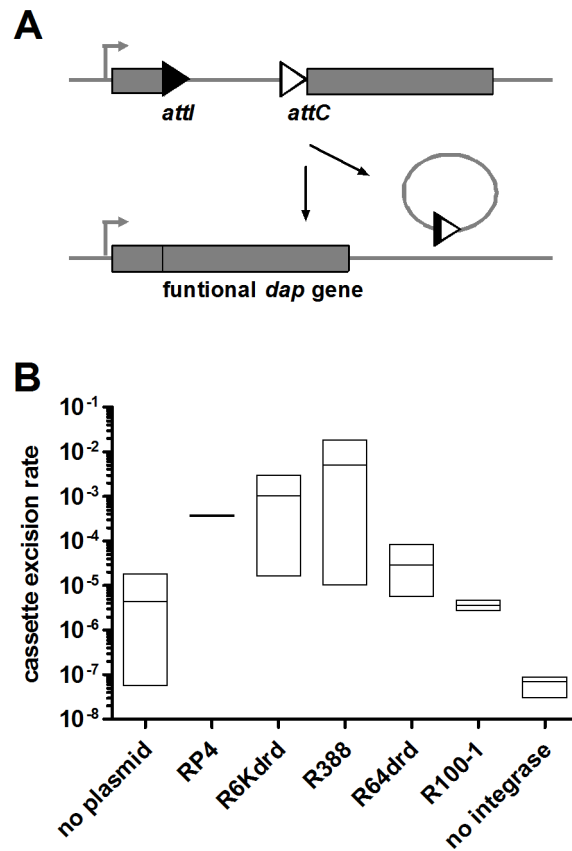 A
attI
attC
funtional dap gene
B
cassette excision rate
10-1
10-2
10-3
10-4
10-5
10-6
10-7
10-8
no plasmid
RP4
R6Kdrd
R388
R64drd
R100-1
no integrase